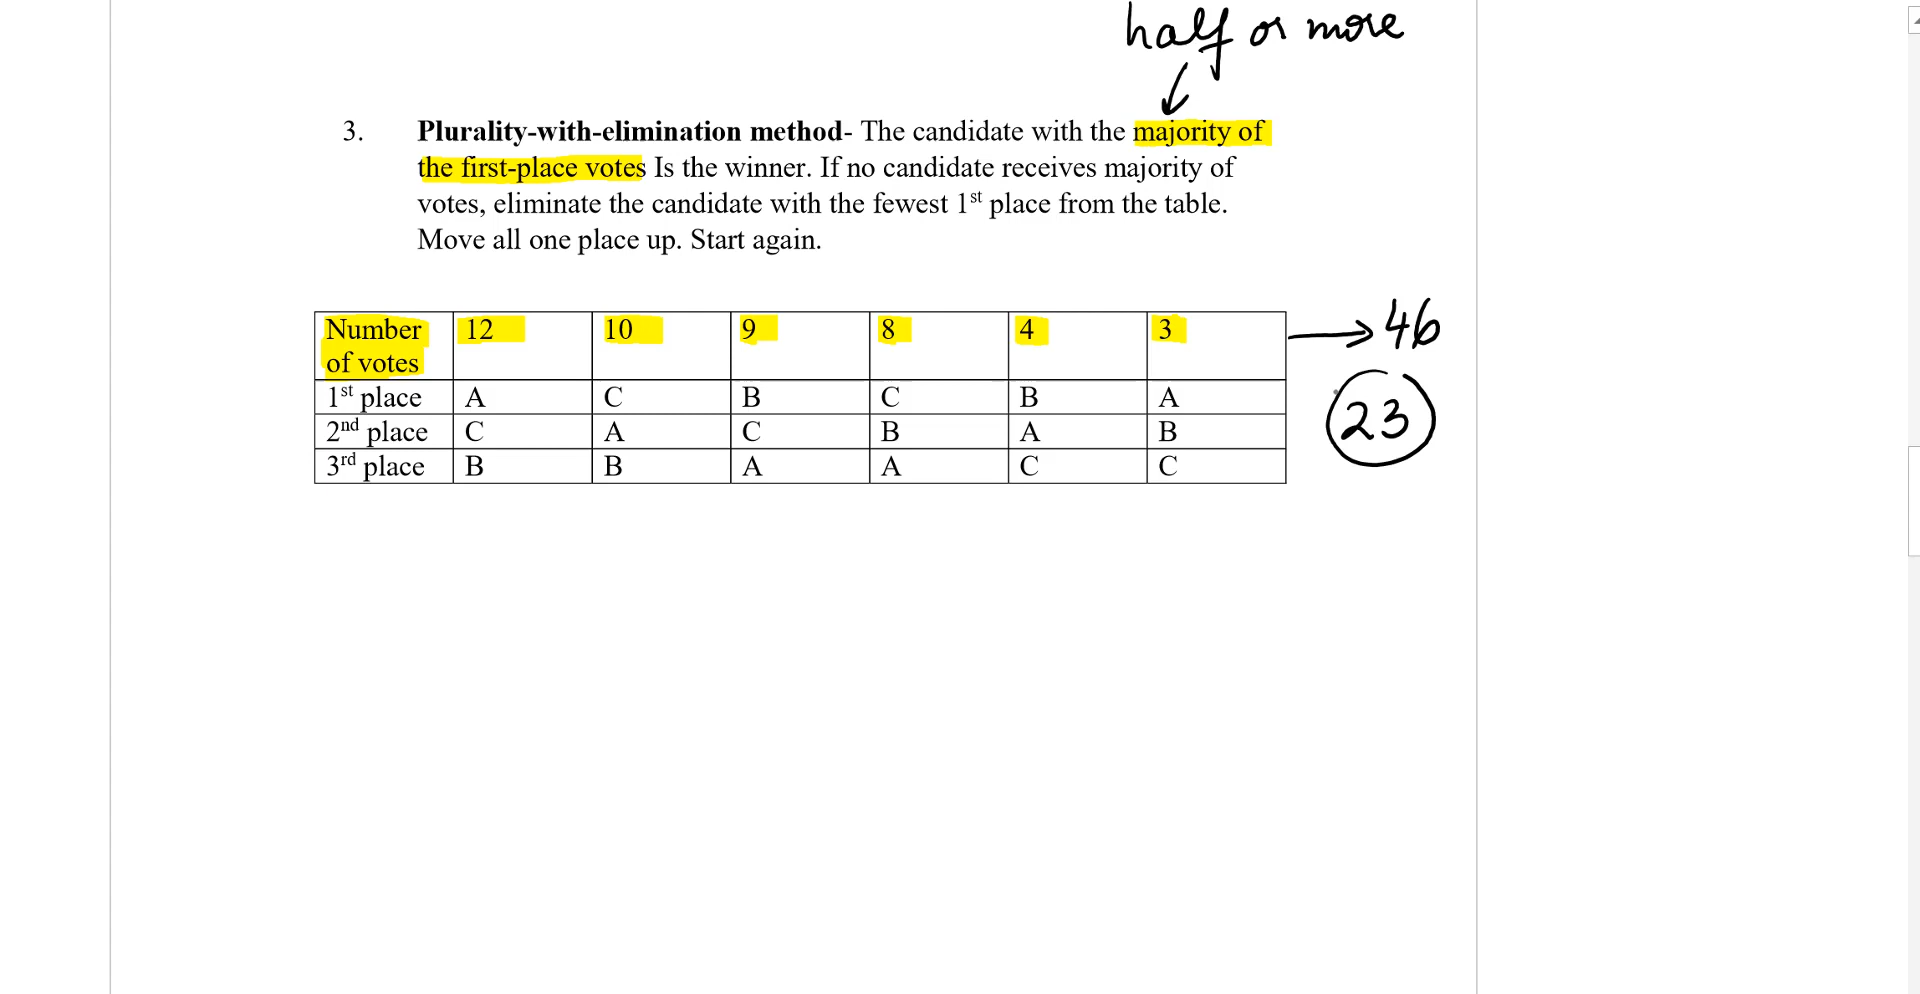 half or more
3. Plurality-with-elimination method- The candidate with the majority of
the first-place votes Is the winner. If no candidate receives majority of
votes, eliminate the candidate with the fewest 1st place from the table.
Move all one place up. Start again.
Number of votes 12 10 9 8 4 3 → 46
1st place A C B C B A
23
2nd place C A C B A B
3rd place B B A A C C